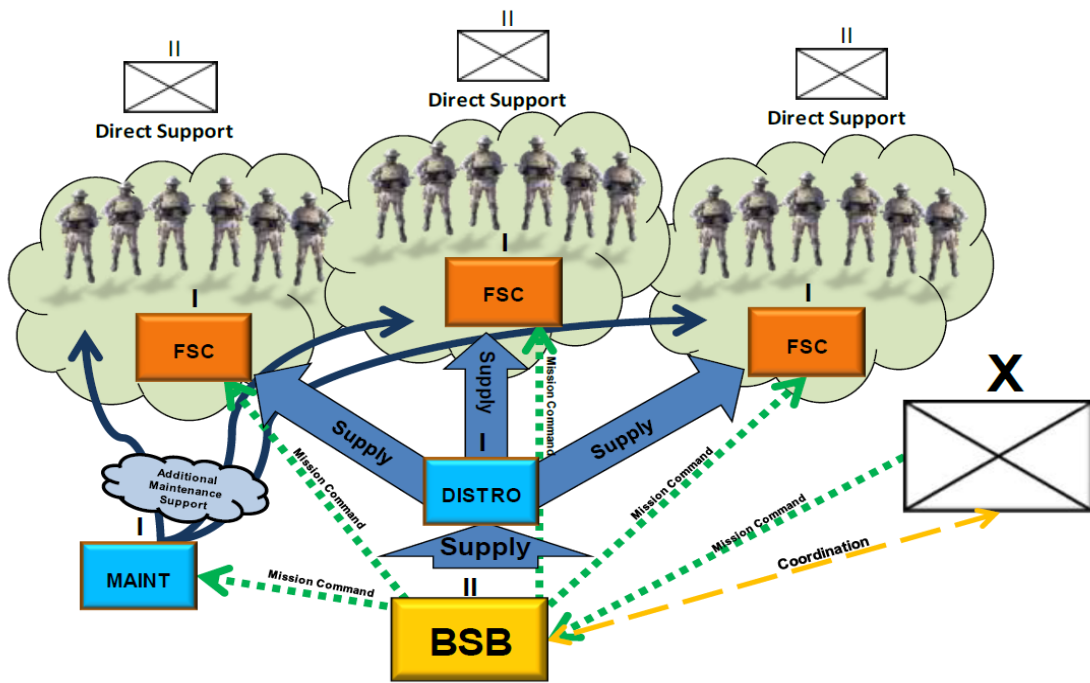 II
II
II
Direct Support
Direct Support
Direct Support
I
I
I
FSC
FSC
FSC
Supply
Mission Command
X
Supply
Supply
I
Additional
Maintenance
Support
Mission Command
Mission Command
Mission Command
DISTRO
I
Supply
Coordination
MAINT
Mission Command
II
BSB